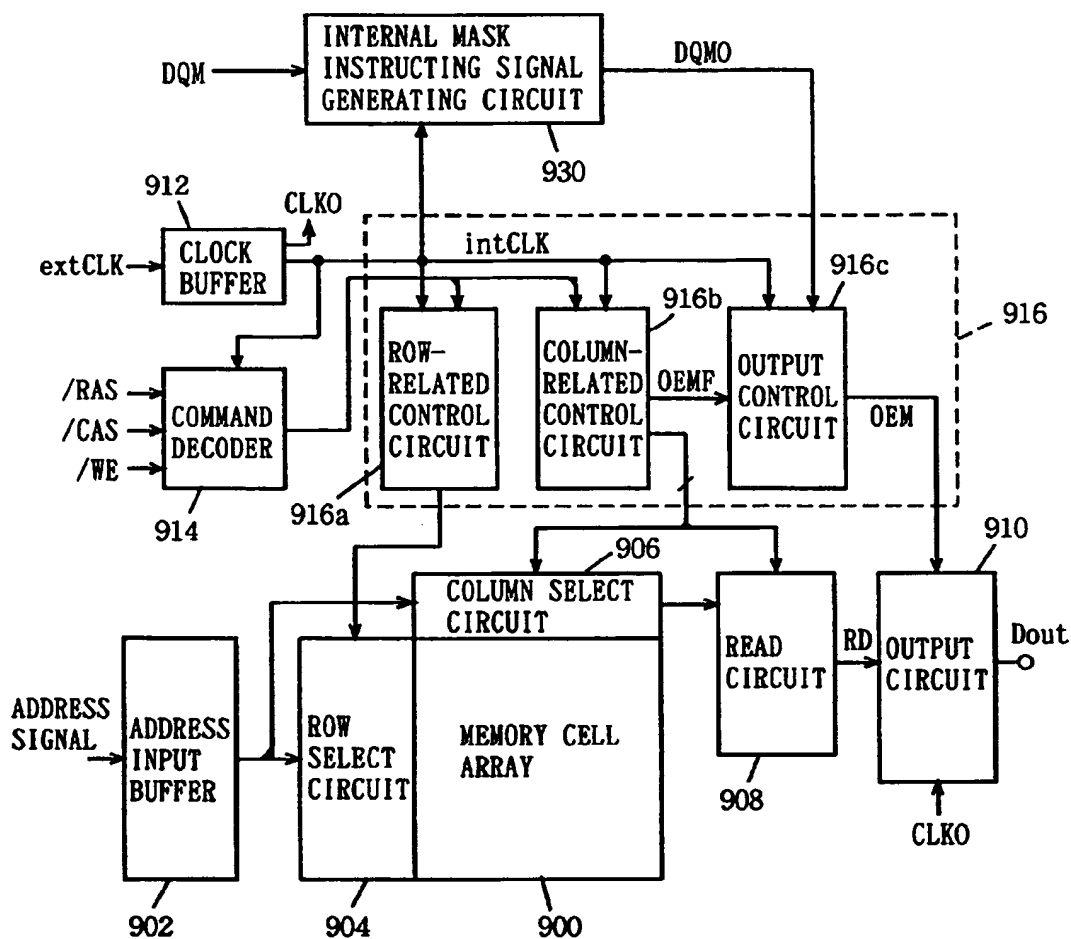 INTERNAL MASK
INSTRUCTING SIGNAL
GENERATING CIRCUIT
DQM
DQMO
930
912
CLKO
CLOCK
BUFFER
extCLK
intCLK
916c
916b
916
/RAS
/CAS
/WE
COMMAND
DECODER
914
ROW-
RELATED
CONTROL
CIRCUIT
916a
COLUMN-
RELATED
CONTROL
CIRCUIT
OEMF
OUTPUT
CONTROL
CIRCUIT
OEM
906
910
COLUMN SELECT
CIRCUIT
READ
CIRCUIT
RD
OUTPUT
CIRCUIT
Dout
ADDRESS
SIGNAL
ADDRESS
INPUT
BUFFER
ROW
SELECT
CIRCUIT
MEMORY CELL
ARRAY
908
CLKO
902
904
900